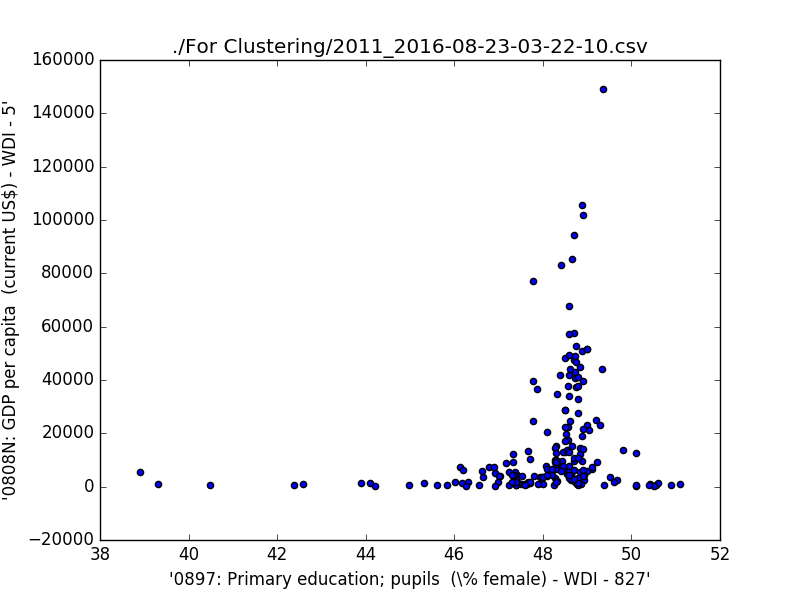 ./For Clustering/2011_2016-08-23-03-22-10.csv
160000
140000
120000
100000
80000
60000
40000
20000
0
−20000
'0808N: GDP per capita  (current US$) - WDI - 5'
38 40 42 44 46 48 50 52
'0897: Primary education; pupils  (\% female) - WDI - 827'